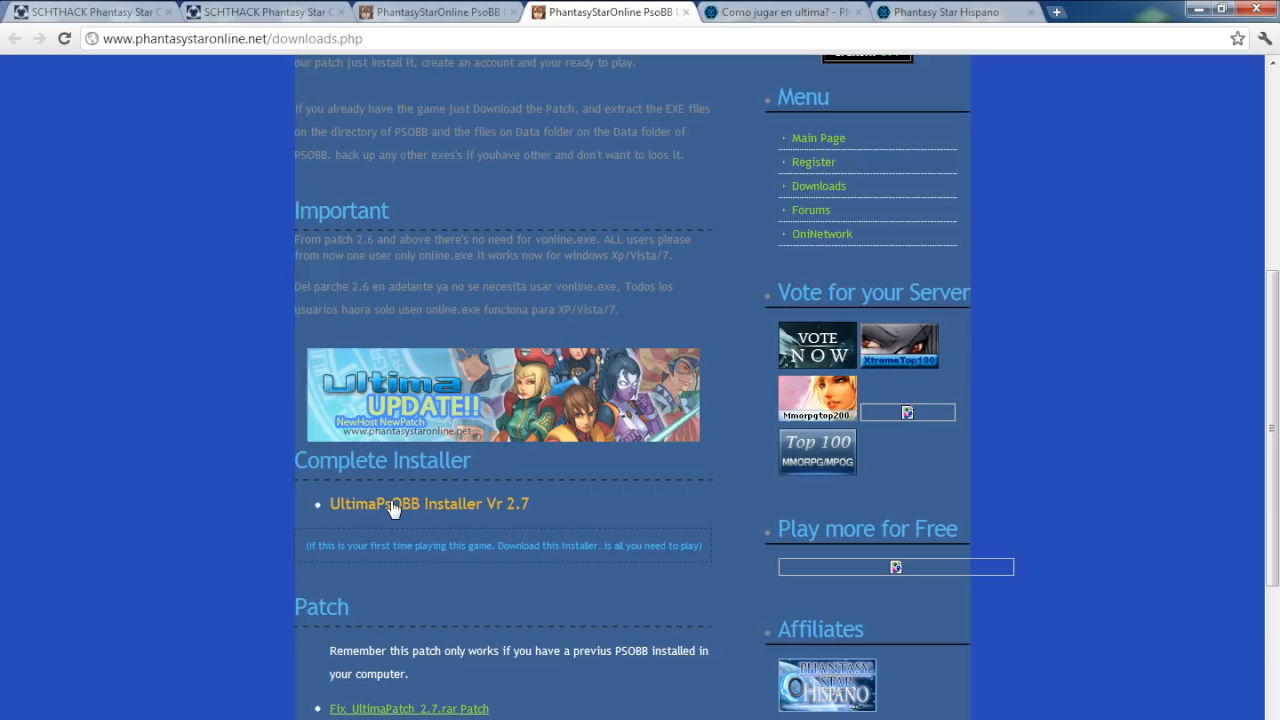 SCHTHACK Phantasy Star C
SCHTHACK Phantasy Star C
PhantasyStarOnline PsoBB
PhantasyStarOnline PsoBB
Como jugar en ultima? - Ph
Phantasy Star Hispano
www.phantasystaronline.net/downloads.php
our patch just install it, create an account and your ready to play.
if you already have the game just Download the Patch, and extract the EXE files
on the directory of PSOBB and the files on Data folder on the Data folder of
PSOBB. back up any other exes's if youhave other and don't want to loos it.
Important
From patch 2.6 and above there's no need for vonline.exe. ALL users please
from now one user only online.exe it works now for windows Xp/Vista/7.
Del parche 2.6 en adelante ya no se necesita usar vonline.exe, Todos los
usuarios haora solo usen online.exe funciona para XP/Vista/7.
Ultima
UPDATE!!
NewHost NewPatch
www.phantasystaronline.net
Complete Installer
UltimaPsOBB Installer Vr 2.7
(if this is your first time playing this game. Download this Installer. is all you need to play)
Patch
Remember this patch only works if you have a previus PSOBB installed in
your computer.
Fix_UltimaPatch_2.7.rar Patch
Menu
Main Page
Register
Downloads
Forums
OniNetwork
Vote for your Server
VOTE
NOW
XtremeTop100
Mmorpgtop200
Top 100
MMORPG/MPOG
Play more for Free
Affiliates
PHANTASY
STAR
HISPANO